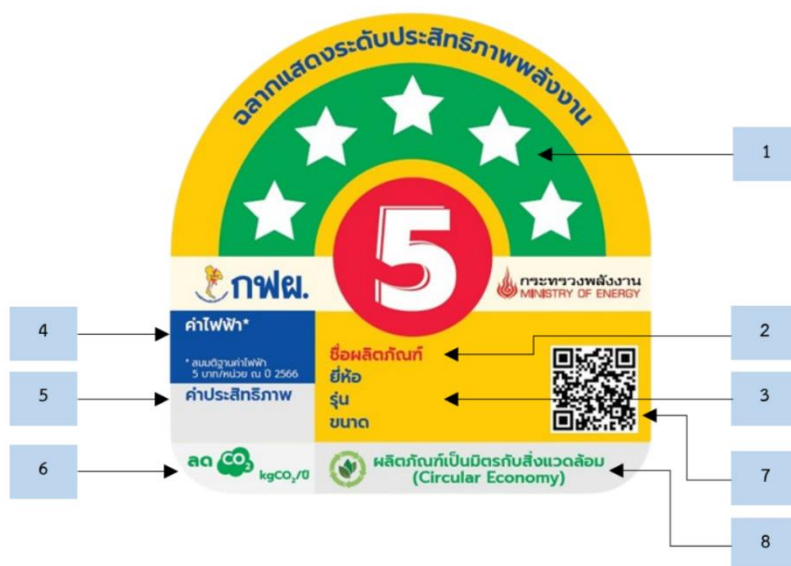 ฉลากแสดงระดับประสิทธิภาพพลังงาน
1
5
กฟผ.
กระทรวงพลังงาน
MINISTRY OF ENERGY
4
ค่าไฟฟ้า*
* สมมติฐานค่าไฟฟ้า
5 บาท/หน่วย ณ ปี 2566
ชื่อผลิตภัณฑ์
2
ยี่ห้อ
5
ค่าประสิทธิภาพ
รุ่น
3
ขนาด
6
ลด CO2
kgCO2/ปี
ผลิตภัณฑ์เป็นมิตรกับสิ่งแวดล้อม
(Circular Economy)
7
8